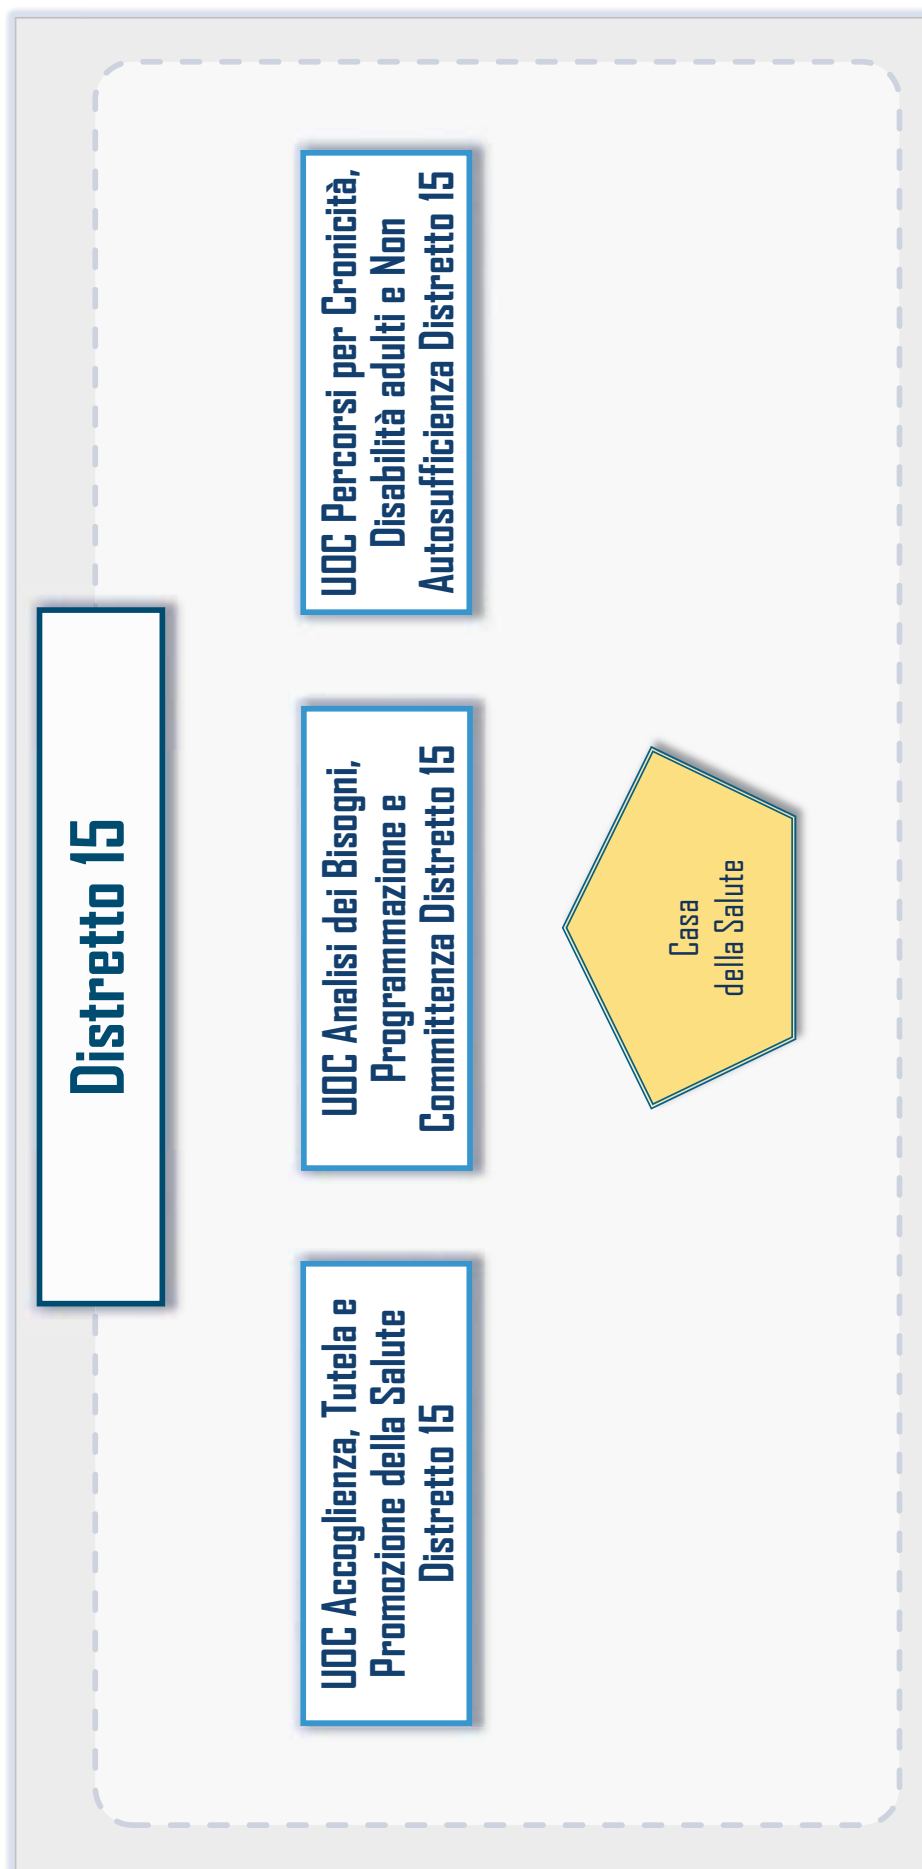 Distretto 15
UOC Accoglienza, Tutela e
Promozione della Salute
Distretto 15
UOC Analisi dei Bisogni,
Programmazione e
Committenza Distretto 15
UOC Percorsi per Cronicità,
Disabilità adulti e Non
Autosufficienza Distretto 15
Casa
della Salute